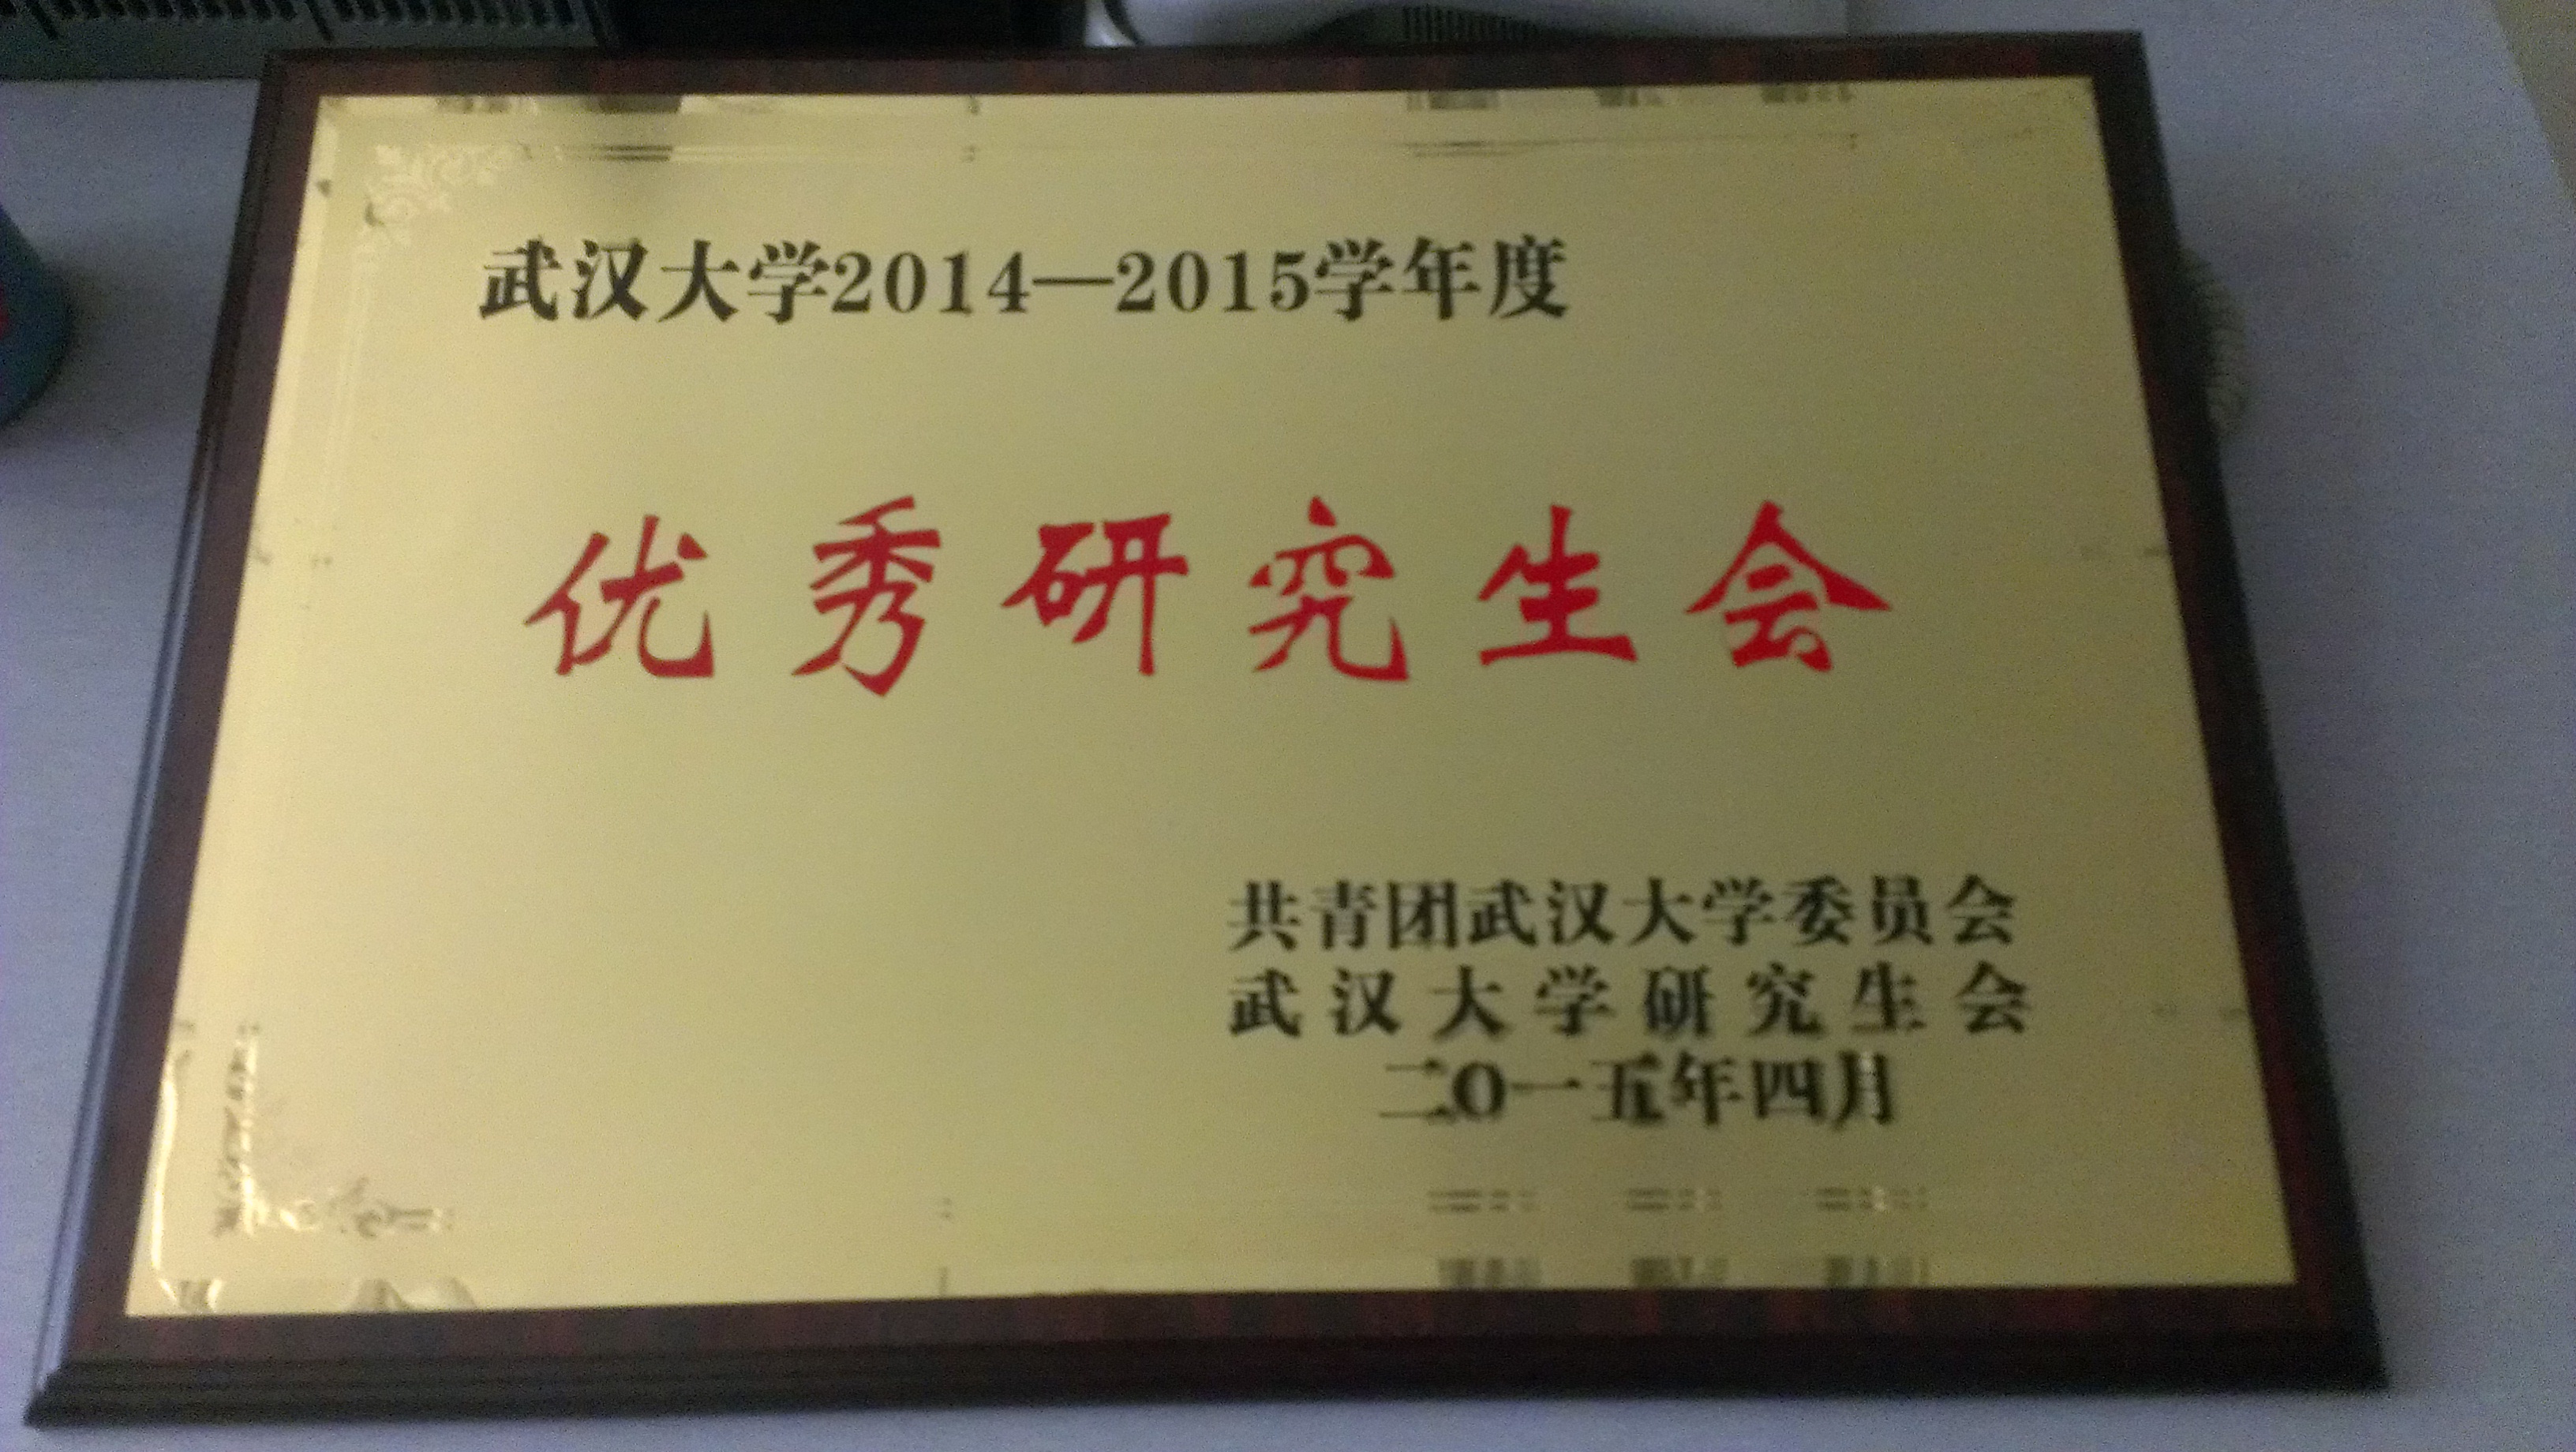 武汉大学2014—2015学年度
优秀研究生会
共青团武汉大学委员会
武汉大学研究生会
二0一五年四月